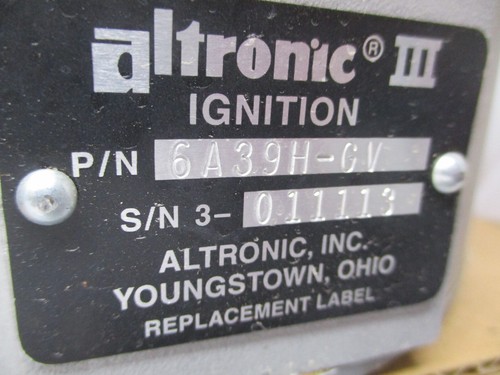 altronic® III
IGNITION
P/N 6A39H-CV
S/N 3- 011113
ALTRONIC, INC.
YOUNGSTOWN, OHIO
REPLACEMENT LABEL